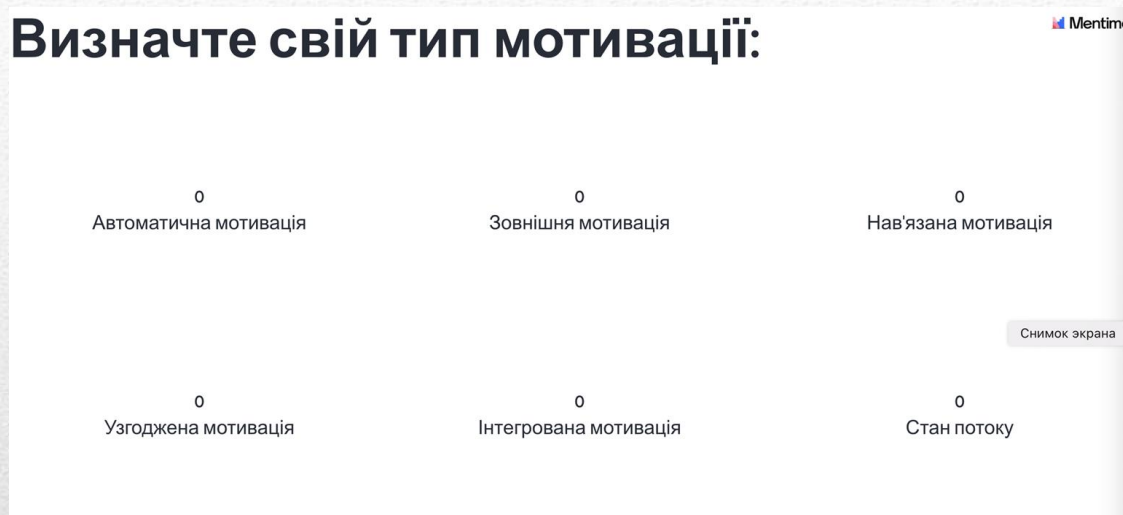 Визначте свій тип мотивації:
0
Автоматична мотивація
0
Зовнішня мотивація
0
Нав'язана мотивація
Снимок экрана
0
Узгоджена мотивація
0
Інтегрована мотивація
0
Стан потоку